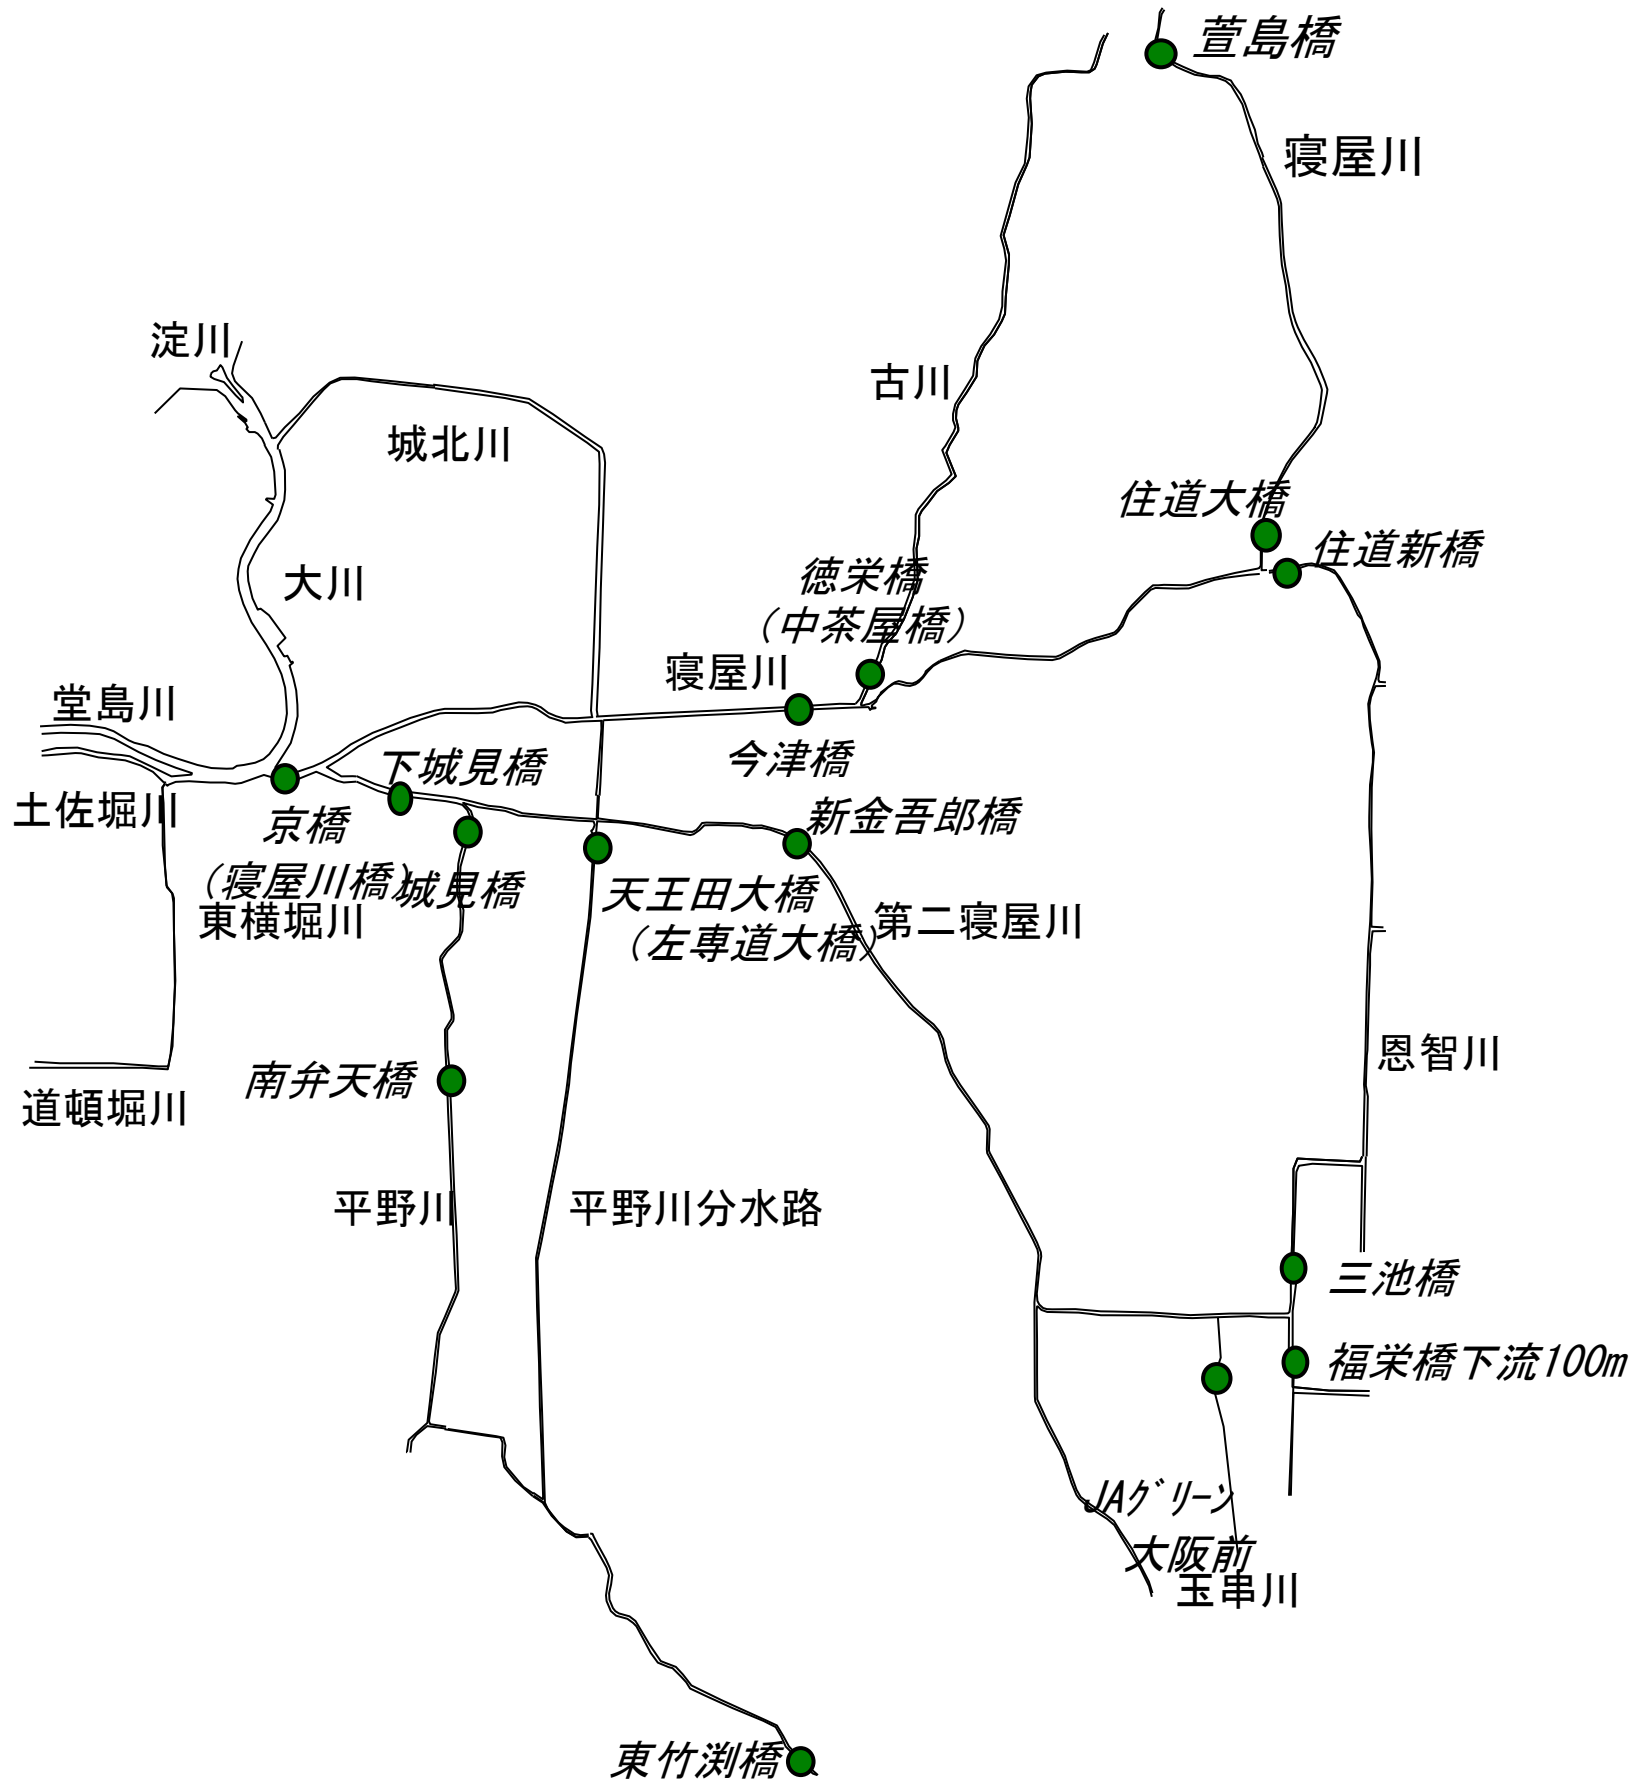 萱島橋
寝屋川
淀川
古川
城北川
住道大橋
住道新橋
大川
徳栄橋
（中茶屋橋）
寝屋川
堂島川
下城見橋
今津橋
土佐堀川
京橋
（寝屋川橋）
新金吾郎橋
城見橋
天王田大橋
（左専道大橋）
東横堀川
第二寝屋川
恩智川
南弁天橋
道頓堀川
平野川
平野川分水路
三池橋
福栄橋下流100m
JAｸﾞﾘｰﾝ
大阪前
玉串川
東竹渕橋